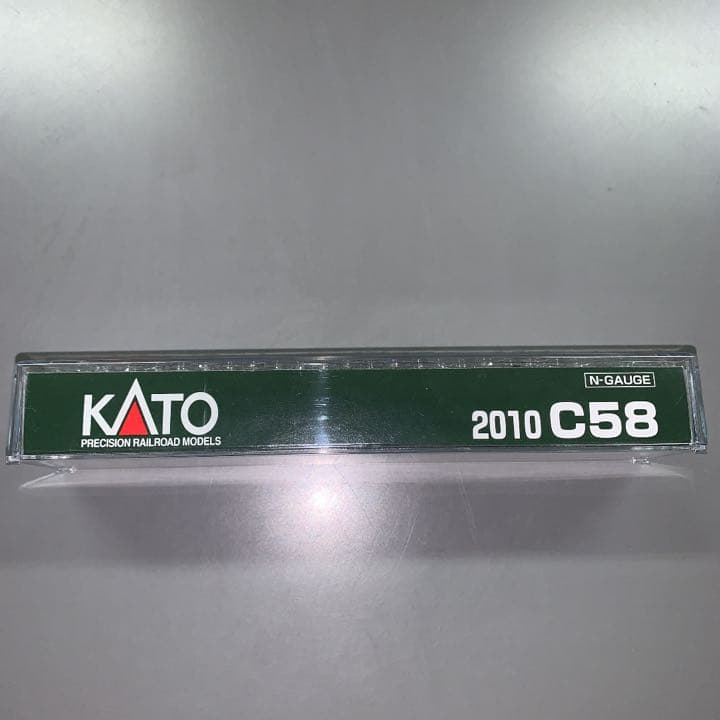 KATO
PRECISION RAILROAD MODELS
N-GAUGE
2010 C58